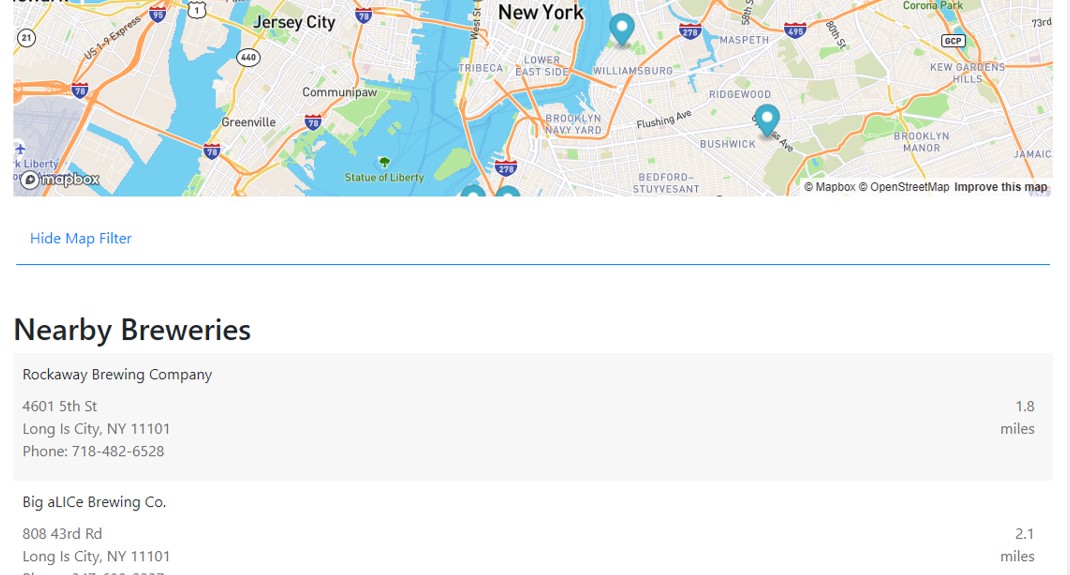 95
1
78
Jersey City
West St
New York
58th S
Corona Park
73rd
21
US 1-9 Express
440
278
495
80th St
GCP
MASPETH
KEW GARDENS
HILLS
TRIBECA
LOWER
EAST SIDE
WILLIAMSBURG
78
Communipaw
RIDGEWOOD
Greenville
78
BROOKLYN
NAVY YARD
Flushing Ave
BUSHWICK
Ave
BROOKLYN
MANOR
78
JAMAIC
rk Liberty
Airport
Statue of Liberty
278
BEDFORD-
STUYVESANT
mapbox
© Mapbox © OpenStreetMap Improve this map
Hide Map Filter
Nearby Breweries
Rockaway Brewing Company
4601 5th St
1.8
Long Is City, NY 11101
miles
Phone: 718-482-6528
Big aLICe Brewing Co.
808 43rd Rd
2.1
Long Is City, NY 11101
miles